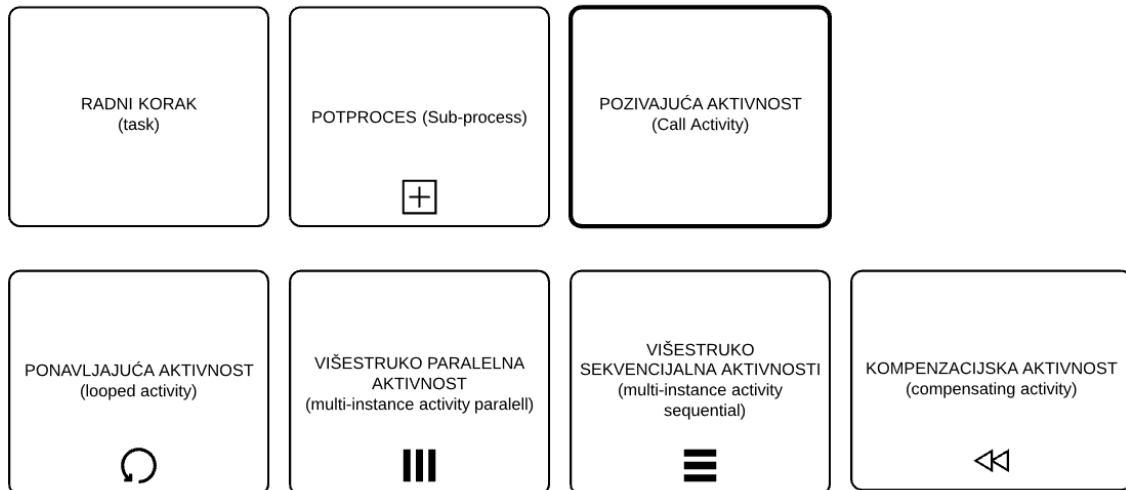 RADNI KORAK
(task)
POTPROCES (Sub-process)
POZIVAJUĆA AKTIVNOST
(Call Activity)
PONAVLJAJUĆA AKTIVNOST
(looped activity)
VIŠESTRUKO PARALELNA
AKTIVNOST
(multi-instance activity paralell)
VIŠESTRUKO
SEKVENCIJALNA AKTIVNOSTI
(multi-instance activity
sequential)
KOMPENZACIJSKA AKTIVNOST
(compensating activity)